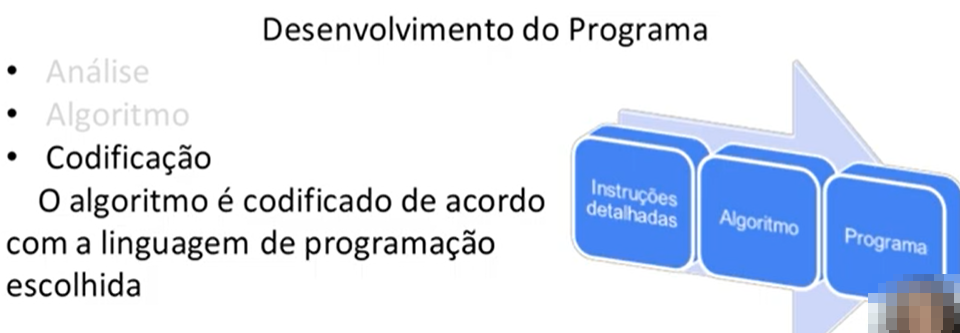 Desenvolvimento do Programa
• Análise
• Algoritmo
• Codificação
O algoritmo é codificado de acordo
com a linguagem de programação
escolhida
Instruções
detalhadas
Algoritmo
Programa